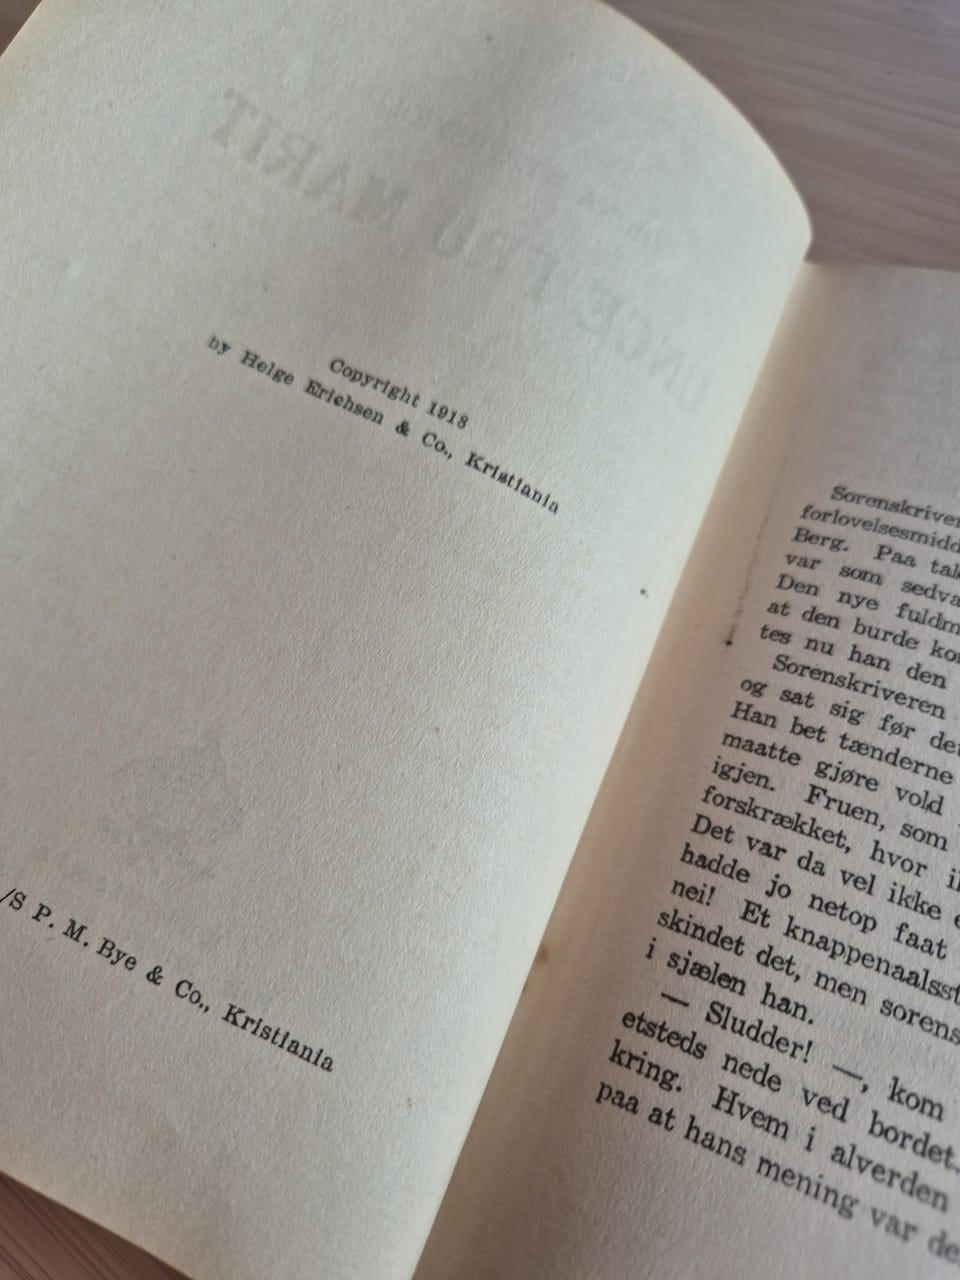 Copyright 1918
by Helge Erichsen & Co., Kristiania
/S P. M. Bye & Co., Kristiania
Sorenskriver
forlovelsesmidd
Berg. Paa tal
var som sedva
Den nye fuldm
at den burde ko
tes nu han den
Sorenskriveren
og sat sig før de
Han bet tænderne
maatte gjøre vold
igjen. Fruen, som
forskrækket, hvor i
Det var da vel ikke e
hadde jo netop faat
nei! Et knappenaalsst
skindet det, men sorens
i sjælen han.
— Sludder! —, kom
etsteds nede ved bordet.
kring. Hvem i alverden
paa at hans mening var de